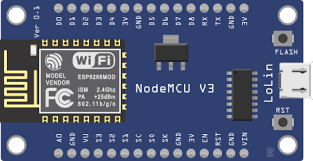 D0 D1 D2 D3 D4 3V GND D5 D6 D7 D8 RX TX GND 3V
Ver 0.1
FLASH
WiFi
MODEL ESP8266MOD
VENDOR
ISM 2.4GHz
PA +25dBm
802.11b/g/n
FC
NodeMCU V3
LoLin
RST
A0 GND VU S3 S2 S1 SC S0 SK GND 3V EN RST GND VIN